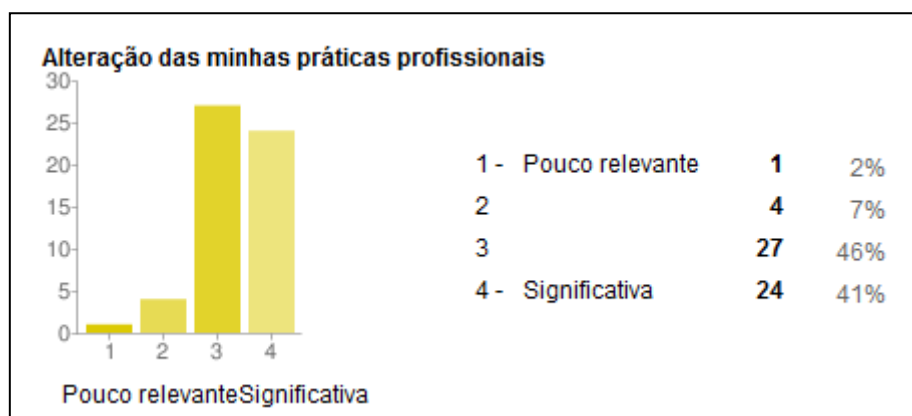 Alteração das minhas práticas profissionais
30
25
20
15
10
5
0
1 2 3 4
Pouco relevanteSignificativa
1 - Pouco relevante 1 2%
2 4 7%
3 27 46%
4 - Significativa 24 41%